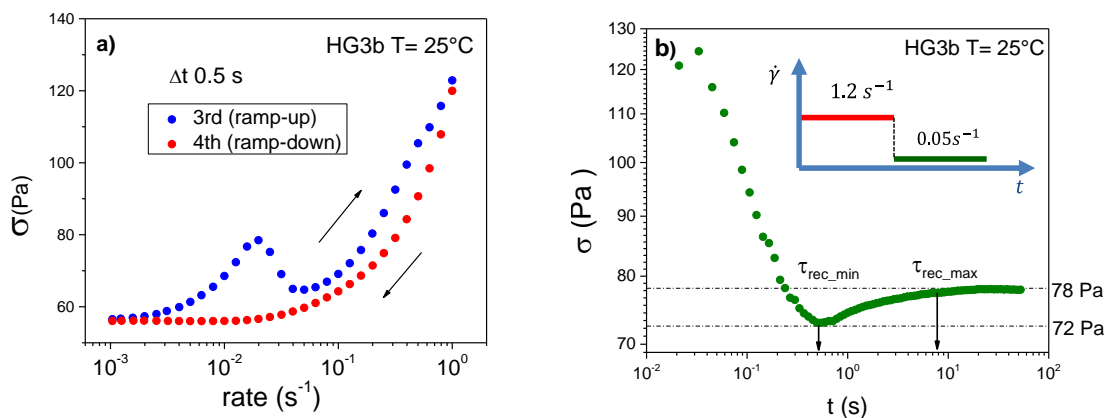 a)
HG3b T= 25°C
Δt 0.5 s
3rd (ramp-up)
4th (ramp-down)
140
120
100
80
60
σ(Pa)
10⁻³
10⁻²
10⁻¹
10⁰
rate (s⁻¹)
b)
HG3b T= 25°C
γ̇
1.2 s⁻¹
0.05s⁻¹
t
τrec_min
τrec_max
78 Pa
72 Pa
130
120
110
100
90
80
70
σ (Pa )
10⁻²
10⁻¹
10⁰
10¹
10²
t (s)